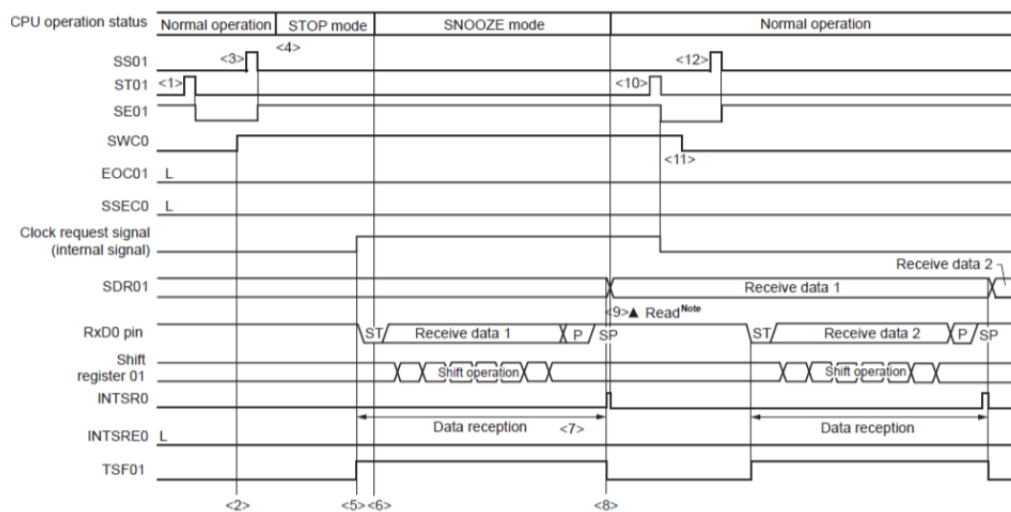 CPU operation status Normal operation STOP mode SNOOZE mode Normal operation
<4>
SS01 <3> <12>
ST01 <1> <10>
SE01
SWC0
<11>
EOC01 L
SSEC0 L
Clock request signal
(internal signal)
Receive data 2
SDR01 Receive data 1
<9>▲ Read Note
RxD0 pin ST Receive data 1 P SP ST Receive data 2 P SP
Shift
register 01 Shift operation Shift operation
INTSR0
Data reception <7> Data reception
INTSRE0 L
TSF01
<2> <5> <6> <8>